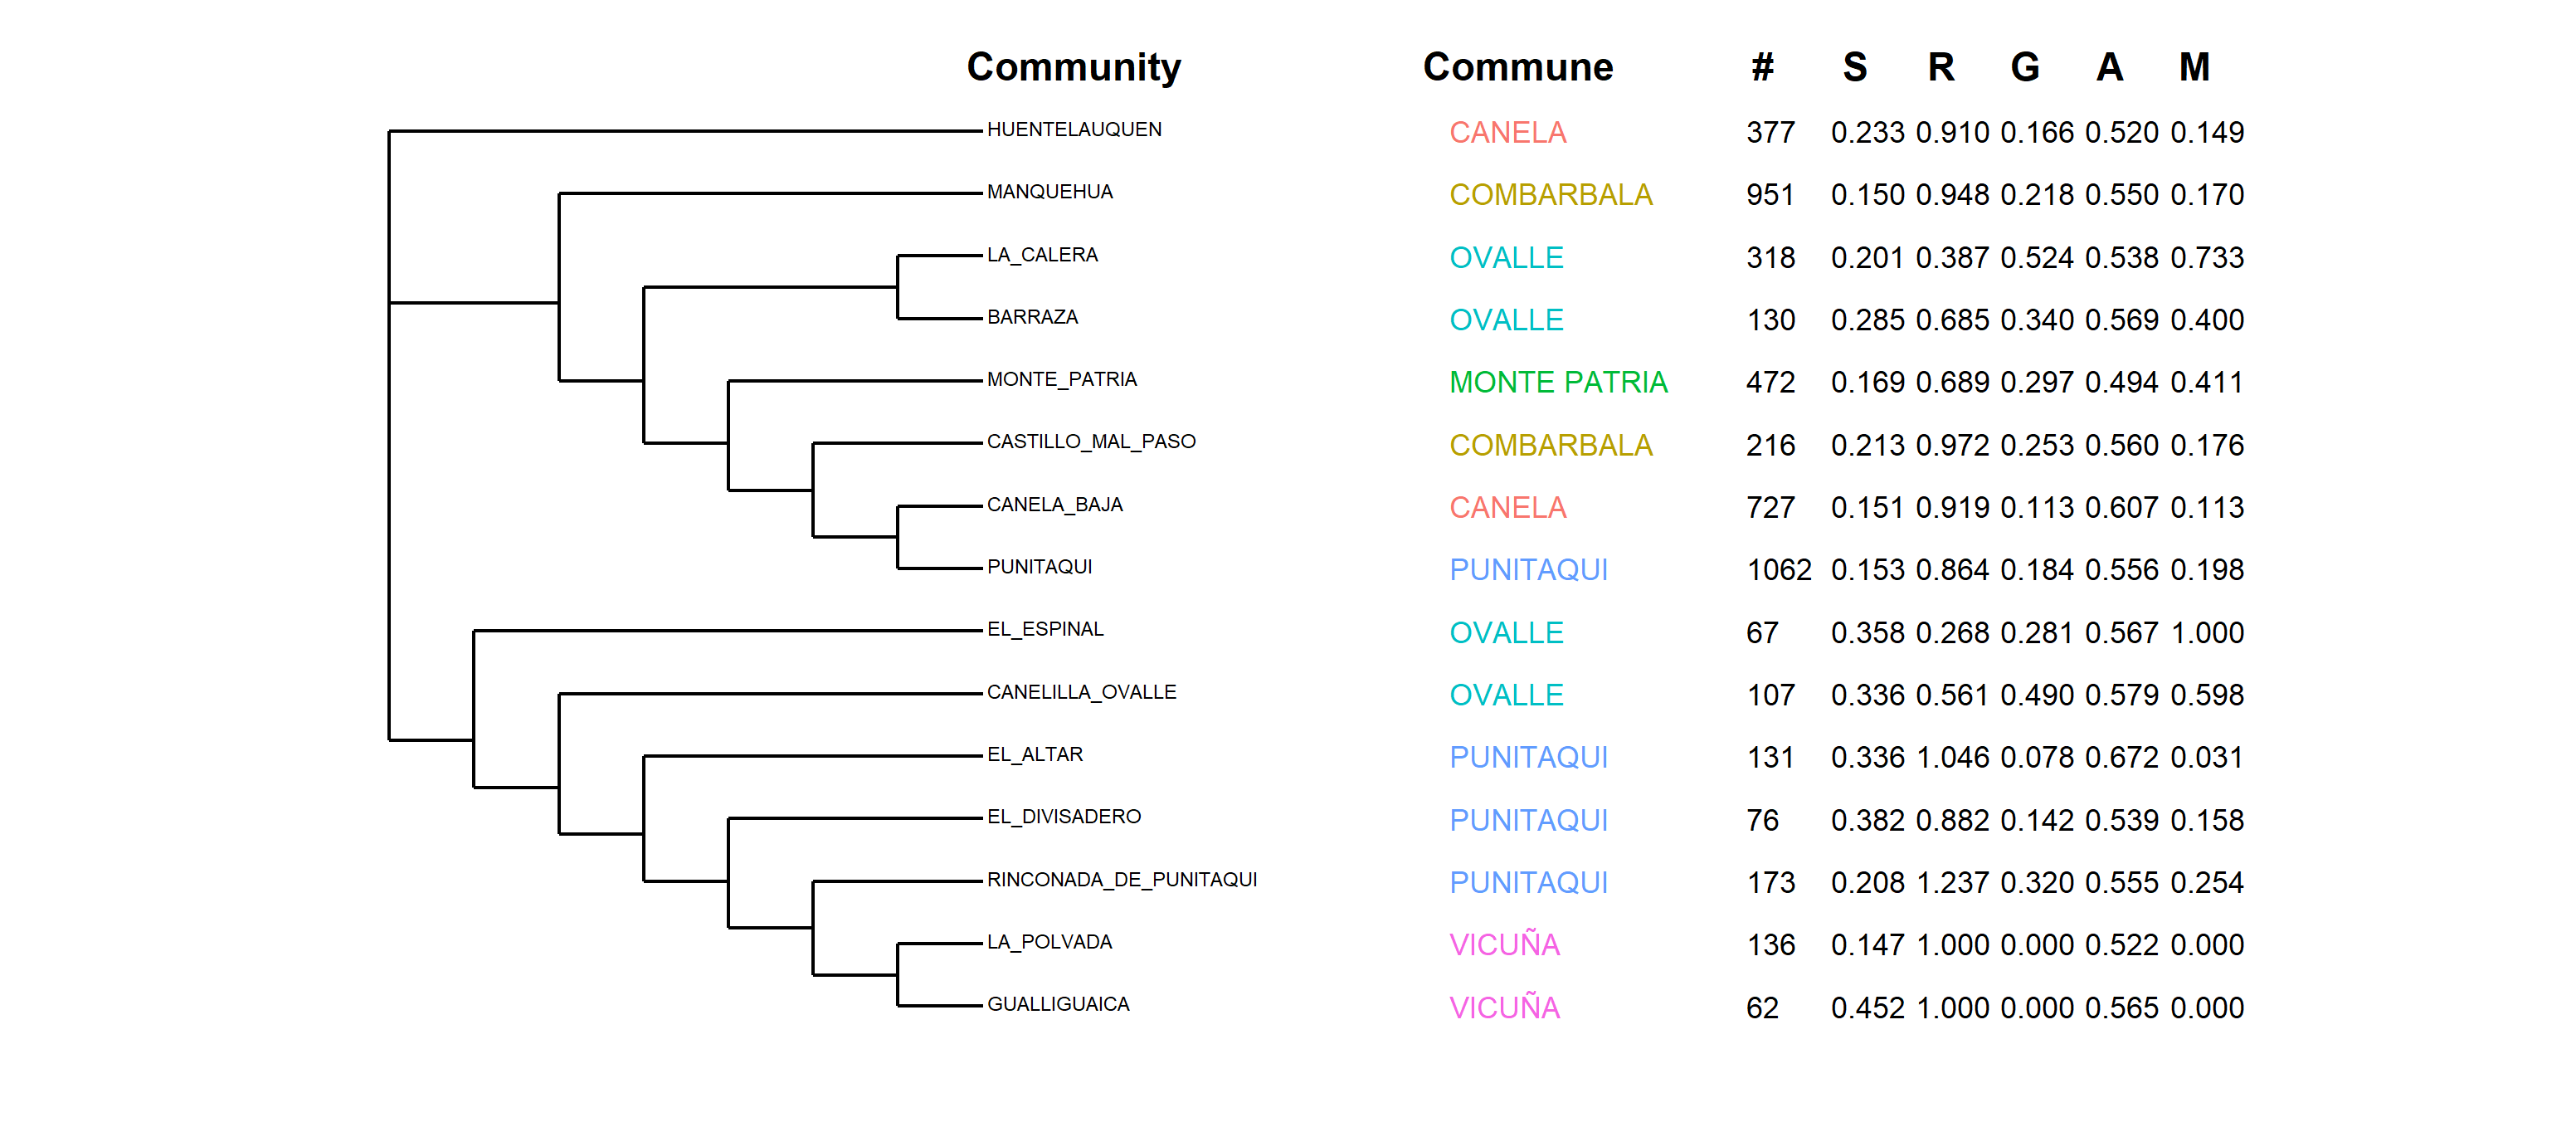 Community Commune # S R G A M
HUENTELAUQUEN CANELA 377 0.233 0.910 0.166 0.520 0.149
MANQUEHUA COMBARBALA 951 0.150 0.948 0.218 0.550 0.170
LA_CALERA OVALLE 318 0.201 0.387 0.524 0.538 0.733
BARRAZA OVALLE 130 0.285 0.685 0.340 0.569 0.400
MONTE_PATRIA MONTE PATRIA 472 0.169 0.689 0.297 0.494 0.411
CASTILLO_MAL_PASO COMBARBALA 216 0.213 0.972 0.253 0.560 0.176
CANELA_BAJA CANELA 727 0.151 0.919 0.113 0.607 0.113
PUNITAQUI PUNITAQUI 1062 0.153 0.864 0.184 0.556 0.198
EL_ESPINAL OVALLE 67 0.358 0.268 0.281 0.567 1.000
CANELILLA_OVALLE OVALLE 107 0.336 0.561 0.490 0.579 0.598
EL_ALTAR PUNITAQUI 131 0.336 1.046 0.078 0.672 0.031
EL_DIVISADERO PUNITAQUI 76 0.382 0.882 0.142 0.539 0.158
RINCONADA_DE_PUNITAQUI PUNITAQUI 173 0.208 1.237 0.320 0.555 0.254
LA_POLVADA VICUÑA 136 0.147 1.000 0.000 0.522 0.000
GUALLIGUAICA VICUÑA 62 0.452 1.000 0.000 0.565 0.000